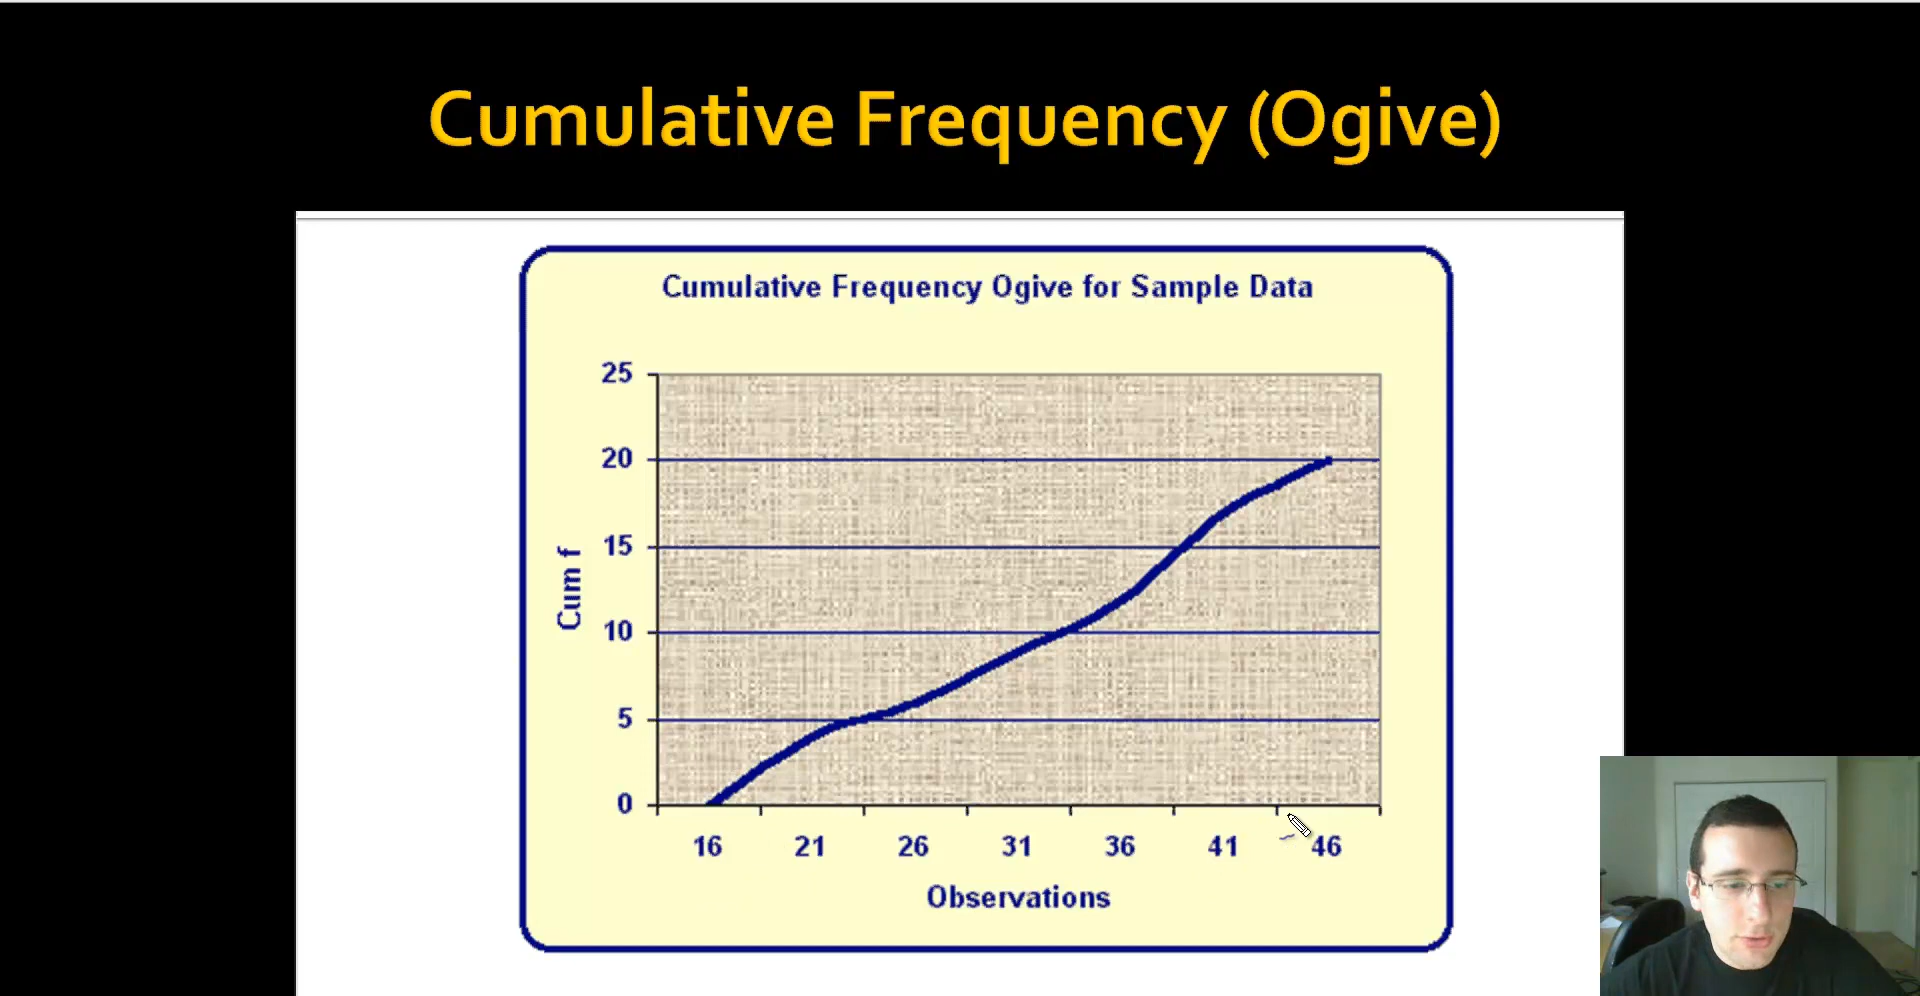 Cumulative Frequency (Ogive)
Cumulative Frequency Ogive for Sample Data
25
20
15
10
5
0
Cum f
16 21 26 31 36 41 46
Observations